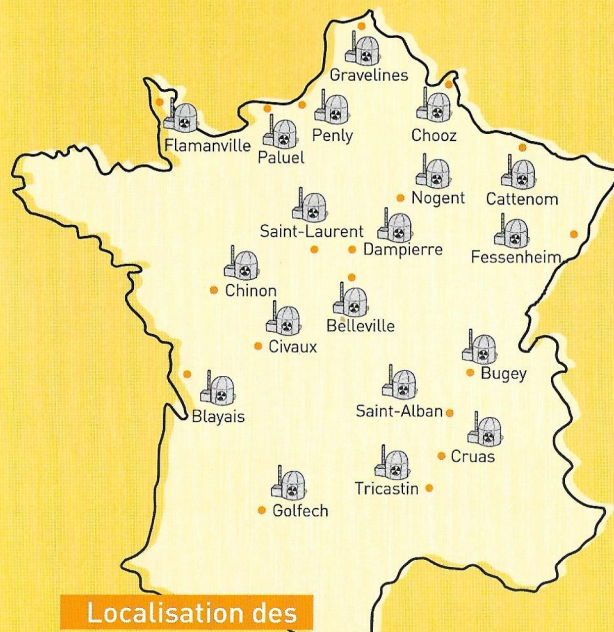 Gravelines
Flamanville
Paluel
Penly
Chooz
Nogent
Cattenom
Saint-Laurent
Dampierre
Fessenheim
Chinon
Belleville
Civaux
Bugey
Blayais
Saint-Alban
Cruas
Tricastin
Golfech
Localisation des